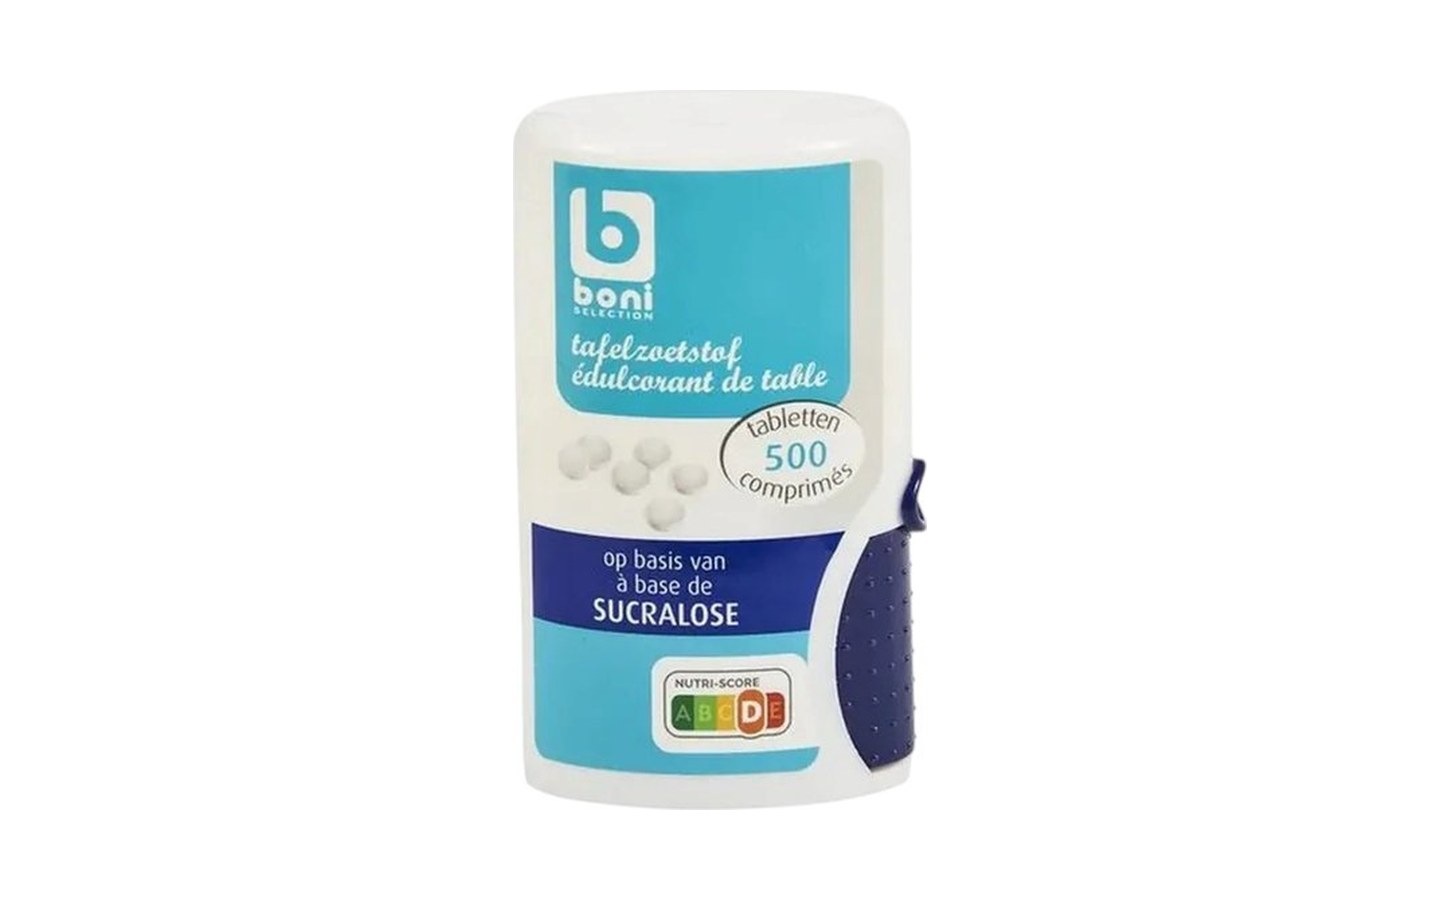 b
boni
SELECTION
tafelzoetstof
édulcorant de table
tabletten
500
comprimés
op basis van
à base de
SUCRALOSE
NUTRI-SCORE
A B C D E